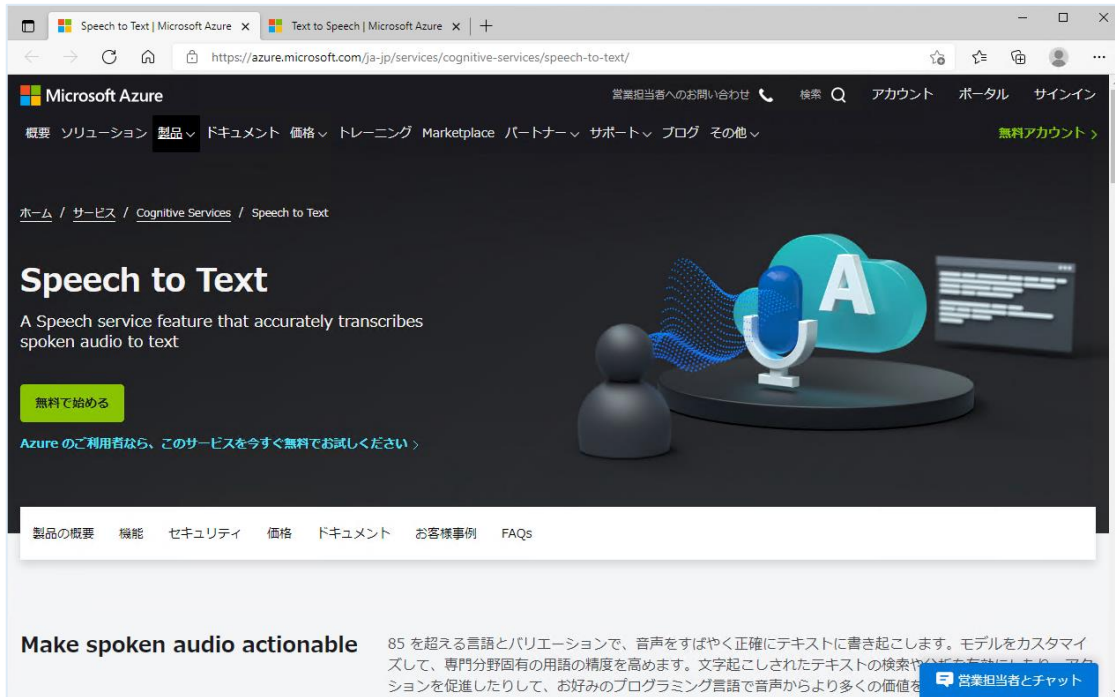 Speech to Text | Microsoft Azure
Text to Speech | Microsoft Azure
https://azure.microsoft.com/ja-jp/services/cognitive-services/speech-to-text/
Microsoft Azure
営業担当者へのお問い合わせ 検索 アカウント ポータル サインイン
概要 ソリューション 製品 ドキュメント 価格 トレーニング Marketplace パートナー サポート ブログ その他 無料アカウント
ホーム / サービス / Cognitive Services / Speech to Text
Speech to Text
A Speech service feature that accurately transcribes
spoken audio to text
A
無料で始める
Azure のご利用者なら、このサービスを今すぐ無料でお試しください
製品の概要 機能 セキュリティ 価格 ドキュメント お客様事例 FAQs
Make spoken audio actionable
85 を超える言語とバリエーションで、音声をすばやく正確にテキストに書き起こします。モデルをカスタマイ
ズして、専門分野固有の用語の精度を高めます。文字起こしされたテキストの検索や
ションを促進したりして、お好みのプログラミング言語で音声からより多くの価値を
営業担当者とチャット